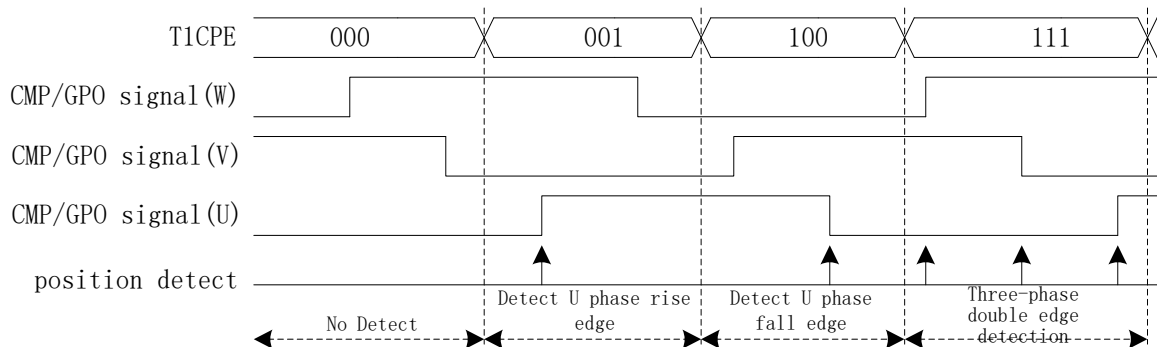 T1CPE 000 001 100 111
CMP/GPO signal(W)
CMP/GPO signal(V)
CMP/GPO signal(U)
position detect
No Detect
Detect U phase rise
edge
Detect U phase
fall edge
Three-phase
double edge
detection